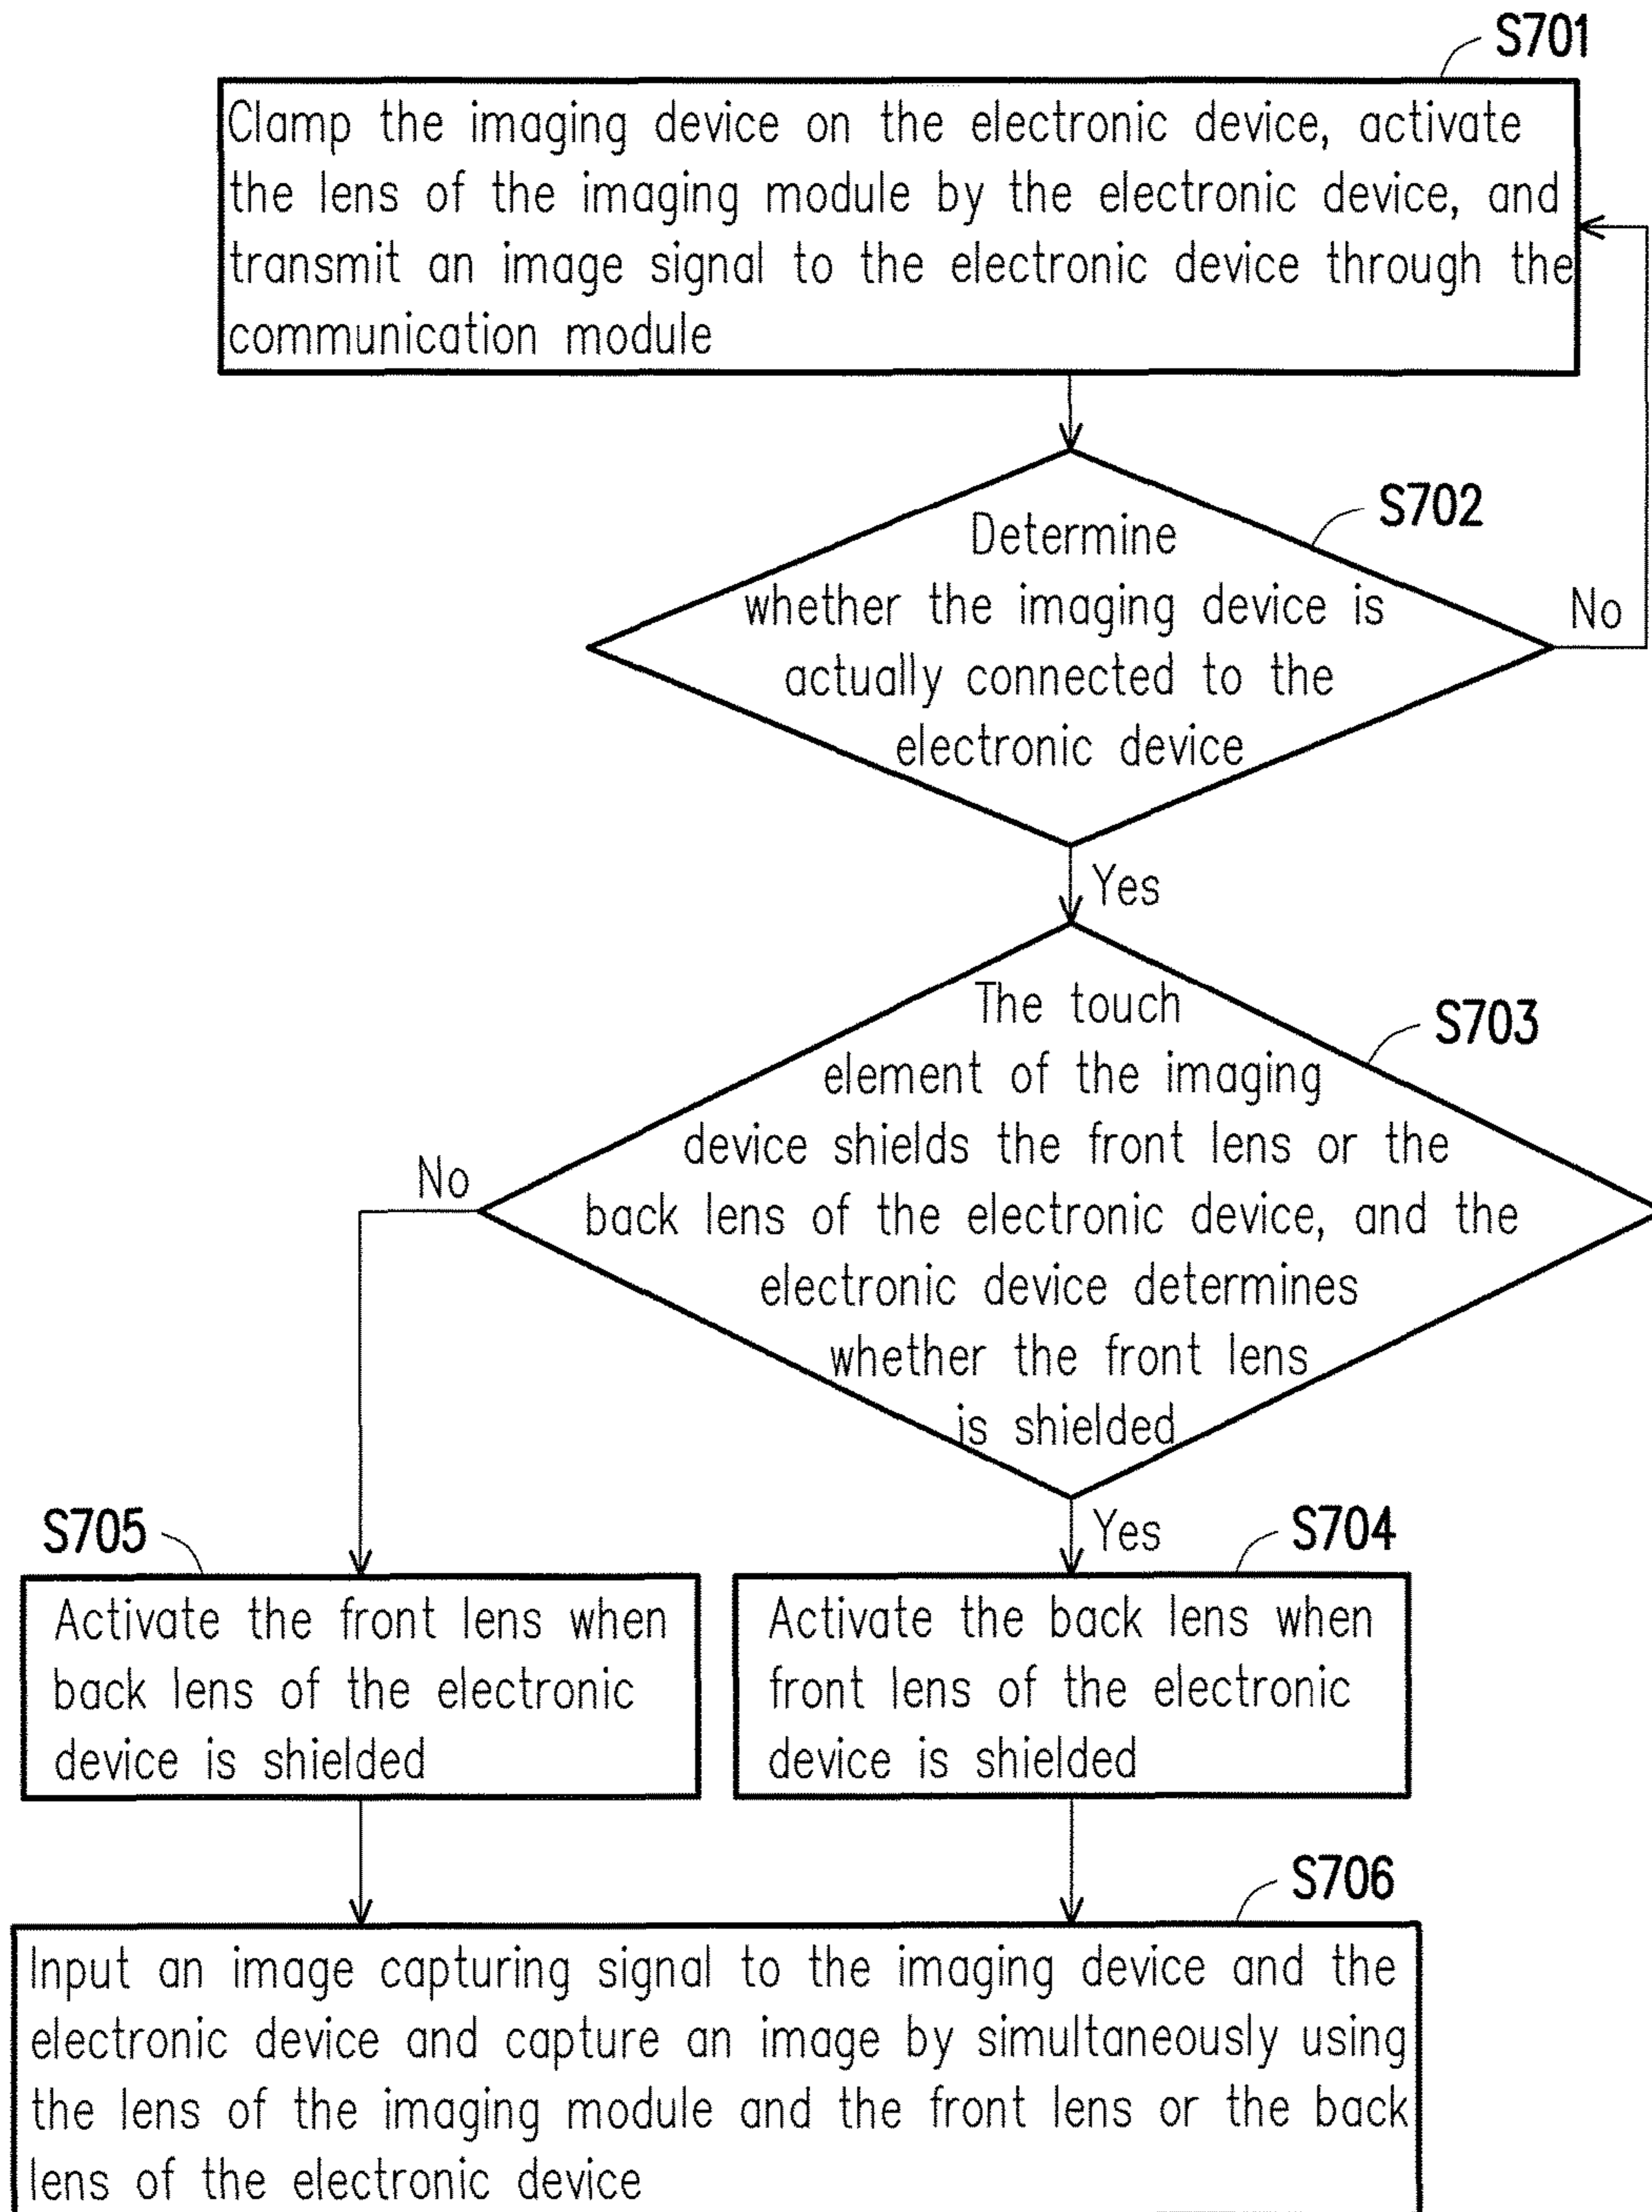 S701
Clamp the imaging device on the electronic device, activate
the lens of the imaging module by the electronic device, and
transmit an image signal to the electronic device through the
communication module
S702
Determine
whether the imaging device is
actually connected to the
electronic device
No
Yes
S703
The touch
element of the imaging
device shields the front lens or the
back lens of the electronic device, and the
electronic device determines
whether the front lens
is shielded
No
Yes
S705
Activate the front lens when
back lens of the electronic
device is shielded
S704
Activate the back lens when
front lens of the electronic
device is shielded
S706
Input an image capturing signal to the imaging device and the
electronic device and capture an image by simultaneously using
the lens of the imaging module and the front lens or the back
lens of the electronic device